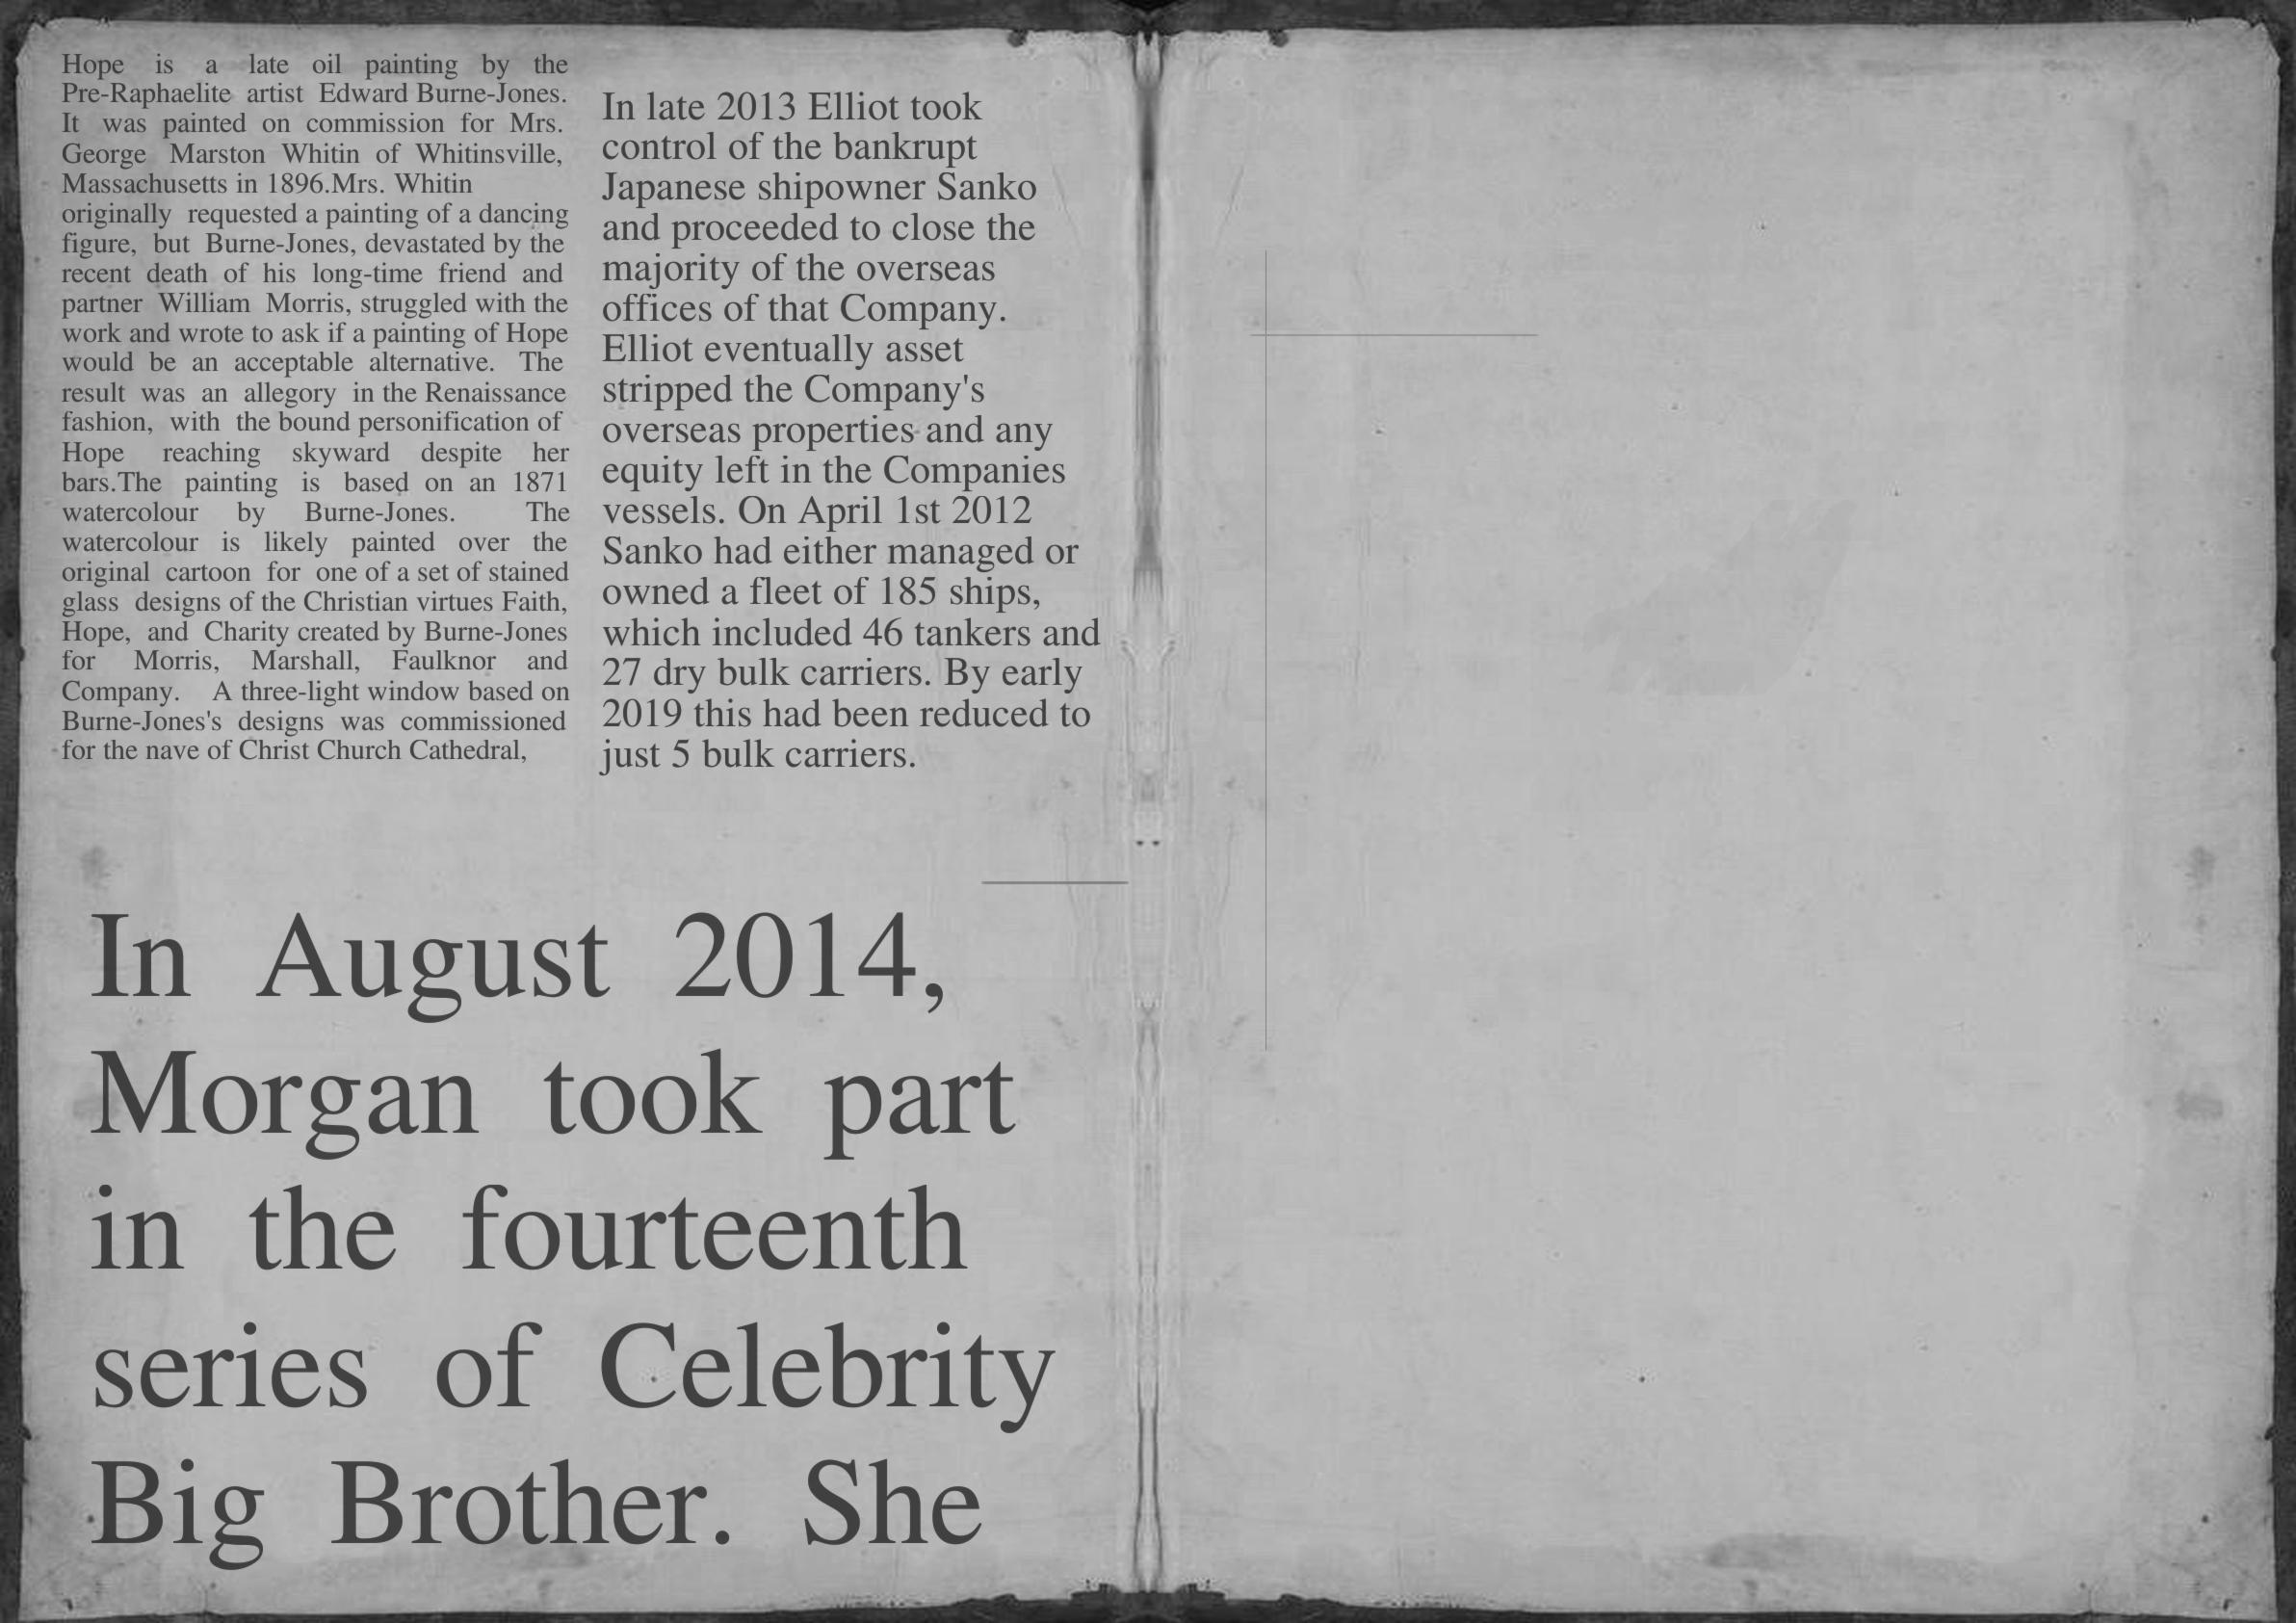 Hope is a late oil painting by the
Pre-Raphaelite artist Edward Burne-Jones.
It was painted on commission for Mrs.
George Marston Whitin of Whitinsville,
Massachusetts in 1896.Mrs. Whitin
originally requested a painting of a dancing
figure, but Burne-Jones, devastated by the
recent death of his long-time friend and
partner William Morris, struggled with the
work and wrote to ask if a painting of Hope
would be an acceptable alternative. The
result was an allegory in the Renaissance
fashion, with the bound personification of
Hope reaching skyward despite her
bars.The painting is based on an 1871
watercolour by Burne-Jones. The
watercolour is likely painted over the
original cartoon for one of a set of stained
glass designs of the Christian virtues Faith,
Hope, and Charity created by Burne-Jones
for Morris, Marshall, Faulknor and
Company. A three-light window based on
Burne-Jones's designs was commissioned
for the nave of Christ Church Cathedral,
In late 2013 Elliot took
control of the bankrupt
Japanese shipowner Sanko
and proceeded to close the
majority of the overseas
offices of that Company.
Elliot eventually asset
stripped the Company's
overseas properties and any
equity left in the Companies
vessels. On April 1st 2012
Sanko had either managed or
owned a fleet of 185 ships,
which included 46 tankers and
27 dry bulk carriers. By early
2019 this had been reduced to
just 5 bulk carriers.
In August 2014,
Morgan took part
in the fourteenth
series of Celebrity
Big Brother. She